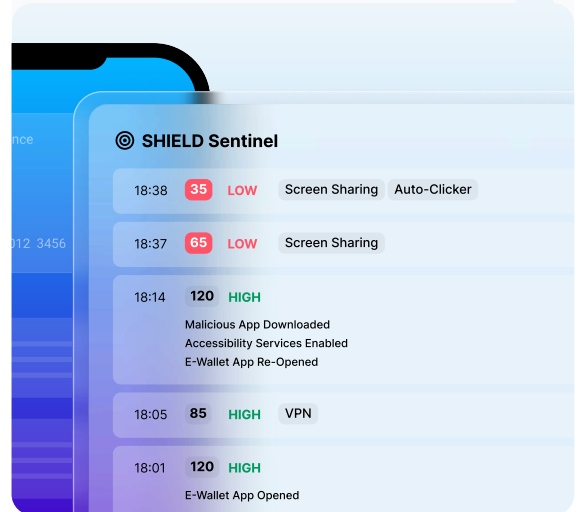 nce
SHIELD Sentinel
18:38 35 LOW Screen Sharing Auto-Clicker
18:37 65 LOW Screen Sharing
012 3456
18:14 120 HIGH
Malicious App Downloaded
Accessibility Services Enabled
E-Wallet App Re-Opened
18:05 85 HIGH VPN
18:01 120 HIGH
E-Wallet App Opened